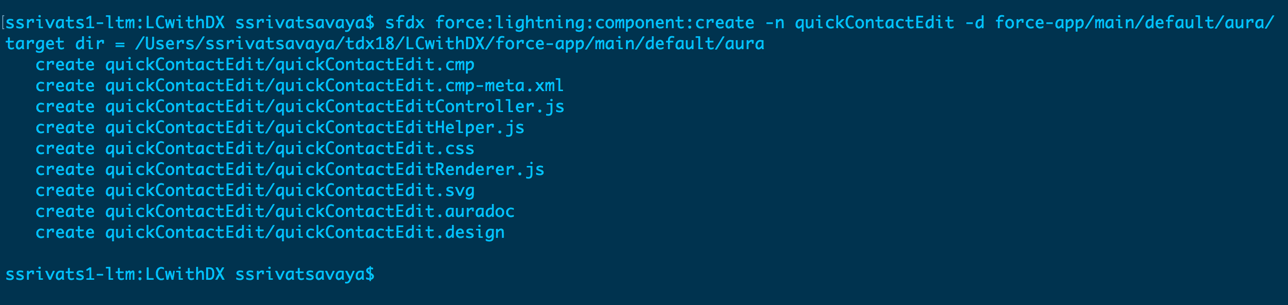 [ssrivats1-ltm:LCwithDX ssrivatsavaya$ sfdx force:lightning:component:create -n quickContactEdit -d force-app/main/default/aura/
target dir = /Users/ssrivatsavaya/tdx18/LCwithDX/force-app/main/default/aura
   create quickContactEdit/quickContactEdit.cmp
   create quickContactEdit/quickContactEdit.cmp-meta.xml
   create quickContactEdit/quickContactEditController.js
   create quickContactEdit/quickContactEditHelper.js
   create quickContactEdit/quickContactEdit.css
   create quickContactEdit/quickContactEditRenderer.js
   create quickContactEdit/quickContactEdit.svg
   create quickContactEdit/quickContactEdit.auradoc
   create quickContactEdit/quickContactEdit.design
ssrivats1-ltm:LCwithDX ssrivatsavaya$